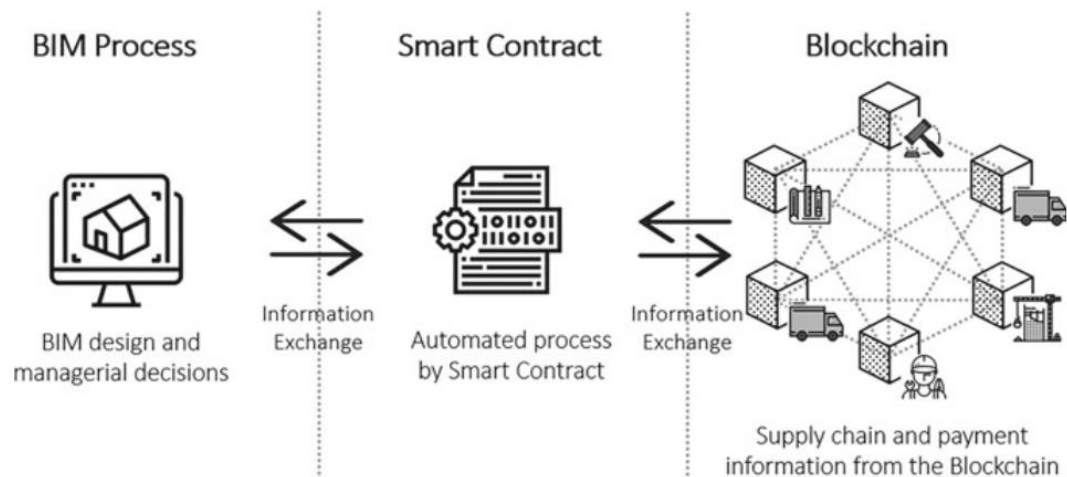 BIM Process
Smart Contract
Blockchain
BIM design and
managerial decisions
Information
Exchange
Automated process
by Smart Contract
Information
Exchange
Supply chain and payment
information from the Blockchain